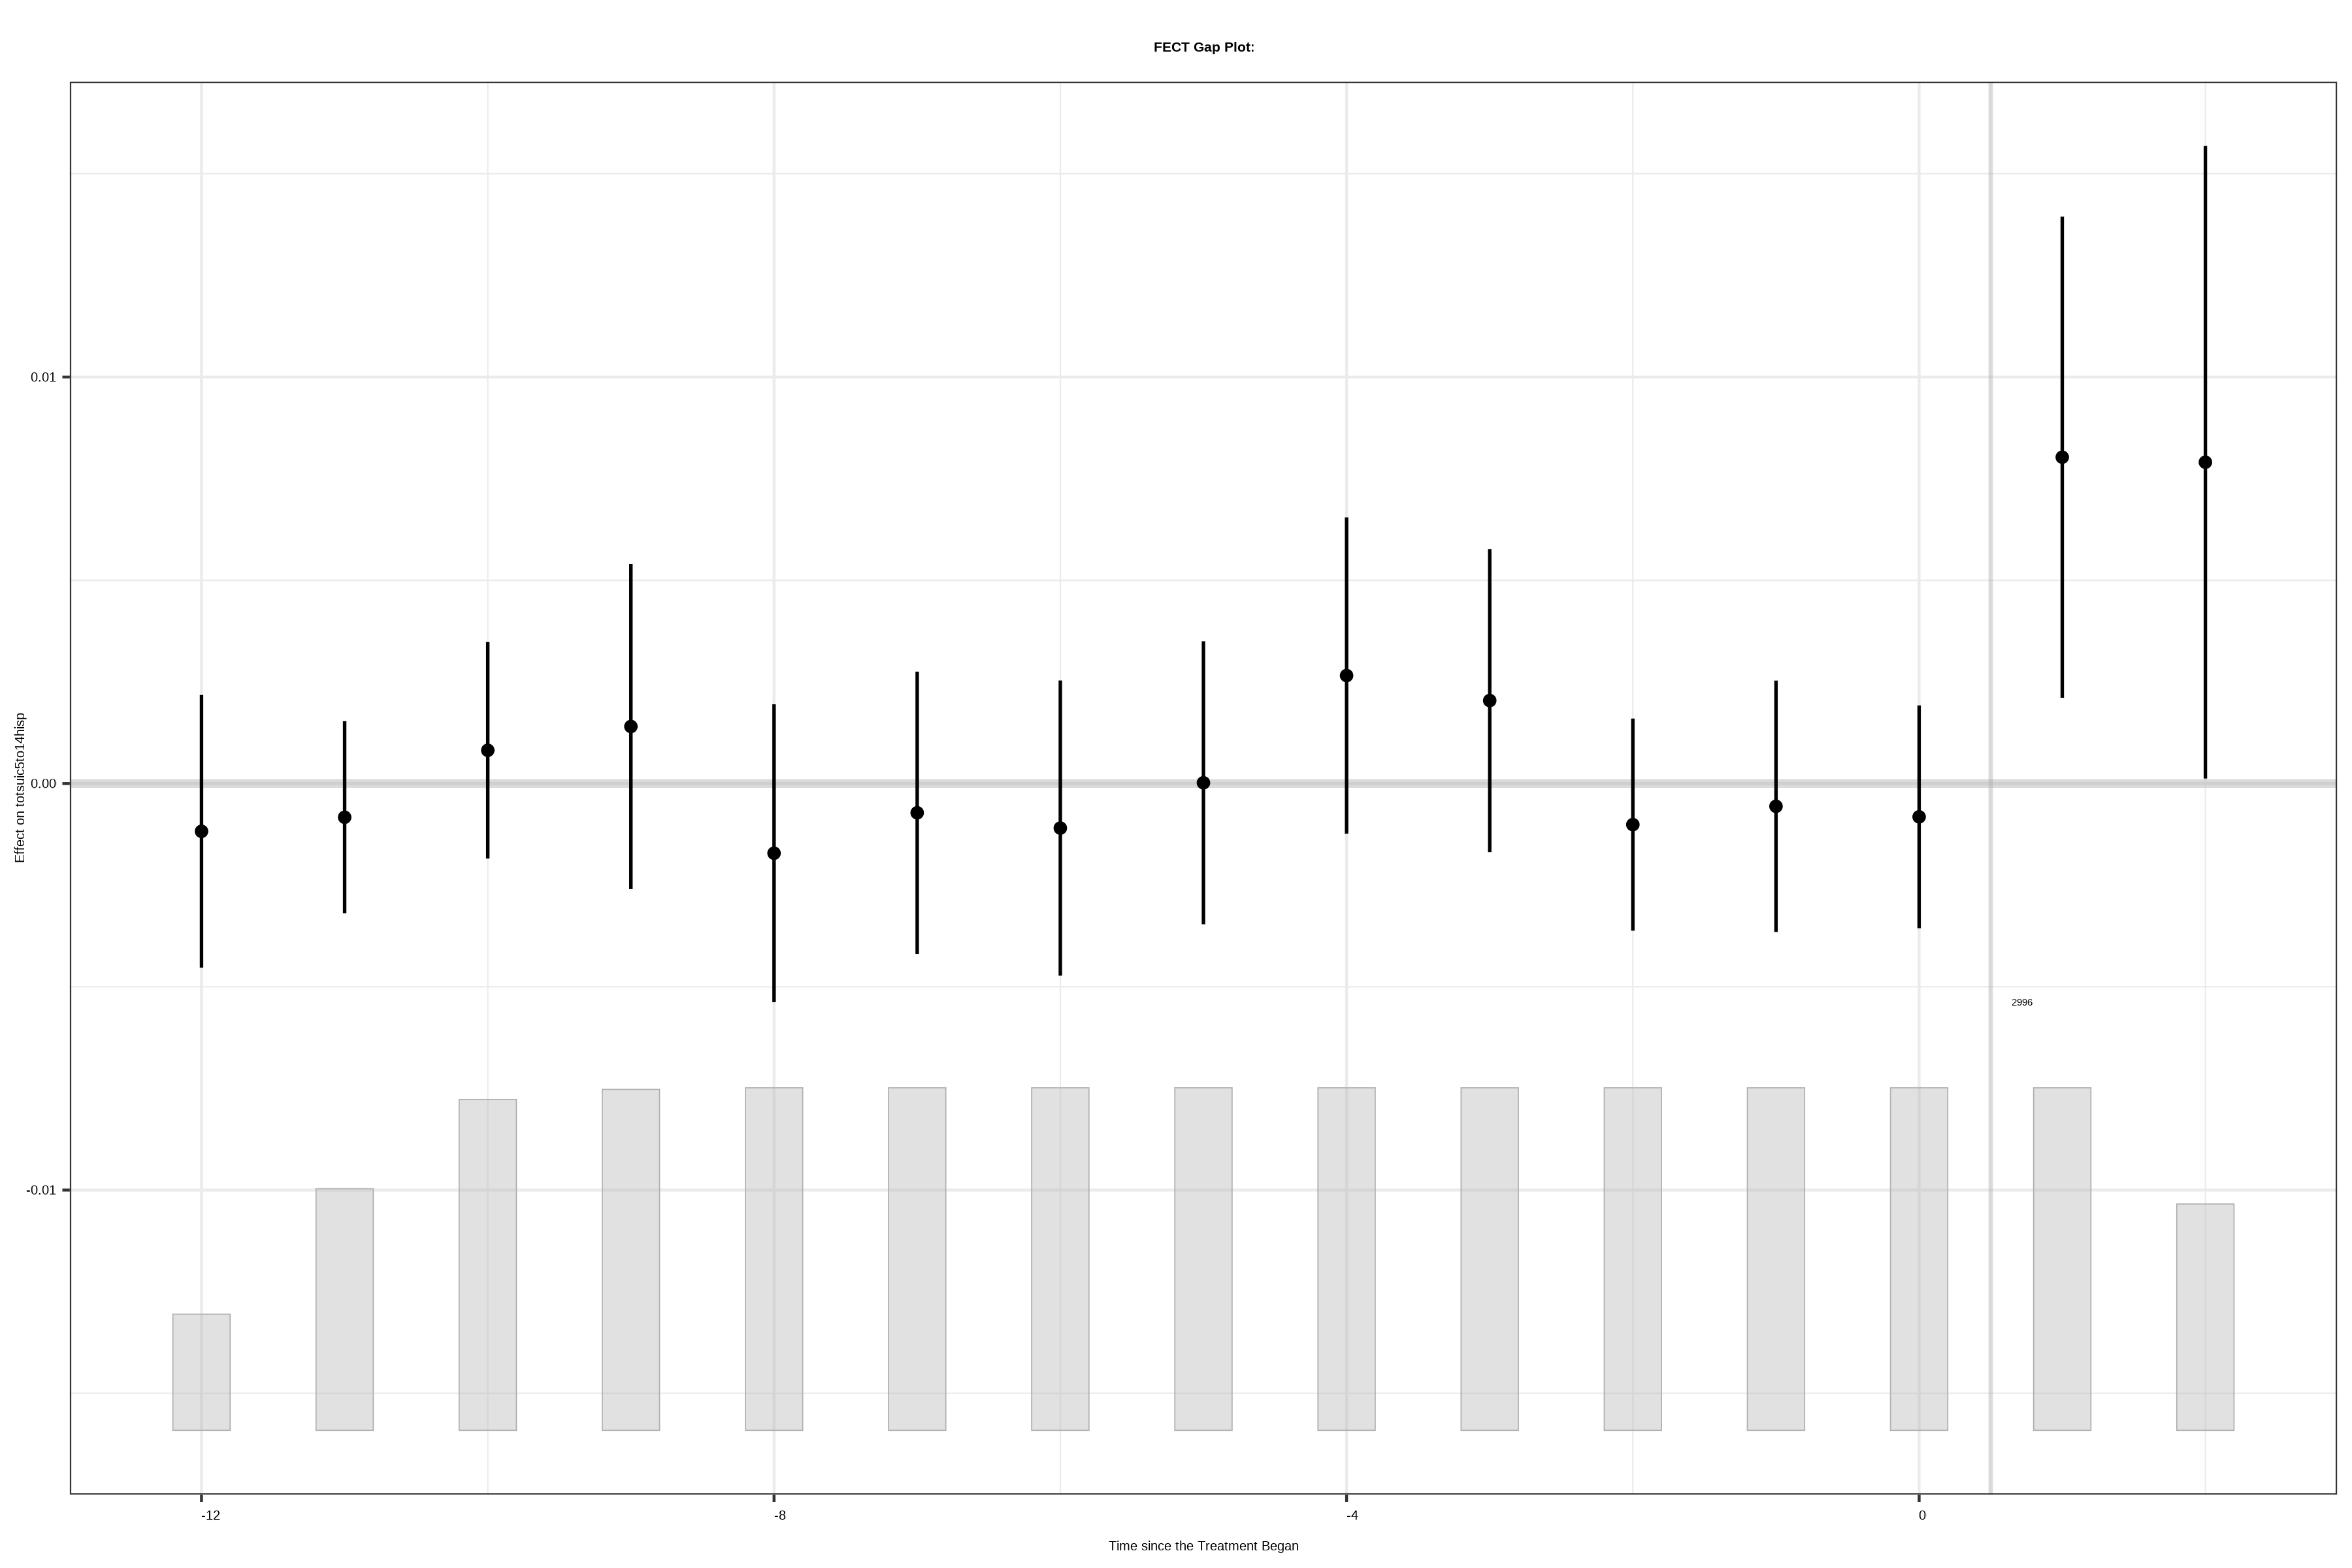 FECT Gap Plot:
Effect on totsuic5to14hisp
0.01
0.00
-0.01
2996
-12
-8
-4
0
Time since the Treatment Began